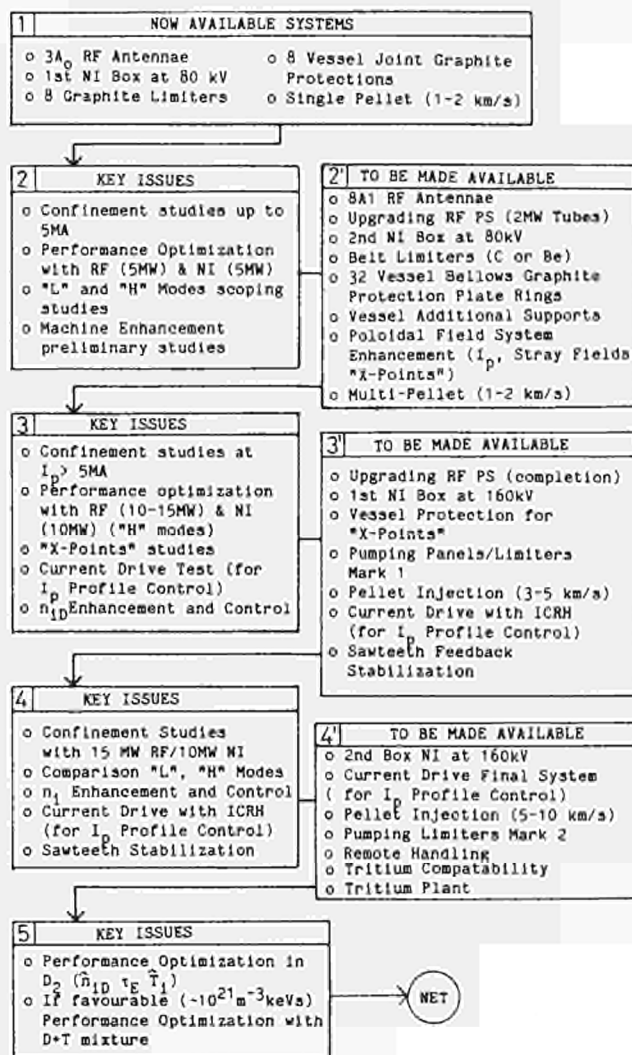 1 NOW AVAILABLE SYSTEMS
o 3A₀ RF Antennae
o 1st NI Box at 80 kV
o 8 Graphite Limiters
o 8 Vessel Joint Graphite
Protections
o Single Pellet (1-2 km/s)
2 KEY ISSUES
o Confinement studies up to
5MA
o Performance Optimization
with RF (5MW) & NI (5MW)
o "L" and "H" Modes scoping
studies
o Machine Enhancement
preliminary studies
2' TO BE MADE AVAILABLE
o 8A1 RF Antennae
o Upgrading RF PS (2MW Tubes)
o 2nd NI Box at 80kV
o Belt Limiters (C or Be)
o 32 Vessel Bellows Graphite
Protection Plate Rings
o Vessel Additional Supports
o Poloidal Field System
Enhancement (Iₚ, Stray Fields
"X-Points")
o Multi-Pellet (1-2 km/s)
3 KEY ISSUES
o Confinement studies at
Iₚ> 5MA
o Performance optimization
with RF (10-15MW) & NI
(10MW) ("H" modes)
o "X-Points" studies
o Current Drive Test (for
Iₚ Profile Control)
o n_iD Enhancement and Control
3' TO BE MADE AVAILABLE
o Upgrading RF PS (completion)
o 1st NI Box at 160kV
o Vessel Protection for
"X-Points"
o Pumping Panels/Limiters
Mark 1
o Pellet Injection (3-5 km/s)
o Current Drive with ICRH
(for Iₚ Profile Control)
o Sawteeth Feedback
Stabilization
4 KEY ISSUES
o Confinement Studies
with 15 MW RF/10MW NI
o Comparison "L", "H" Modes
o nᵢ Enhancement and Control
o Current Drive with ICRH
(for Iₚ Profile Control)
o Sawteeth Stabilization
4' TO BE MADE AVAILABLE
o 2nd Box NI at 160kV
o Current Drive Final System
( for Iₚ Profile Control)
o Pellet Injection (5-10 km/s)
o Pumping Limiters Mark 2
o Remote Handling
o Tritium Compatability
o Tritium Plant
5 KEY ISSUES
o Performance Optimization in
D₂ (n̂_iD τ_E T̂ᵢ)
o If favourable (~10²¹m⁻³keVs)
Performance Optimization with
D+T mixture
NET